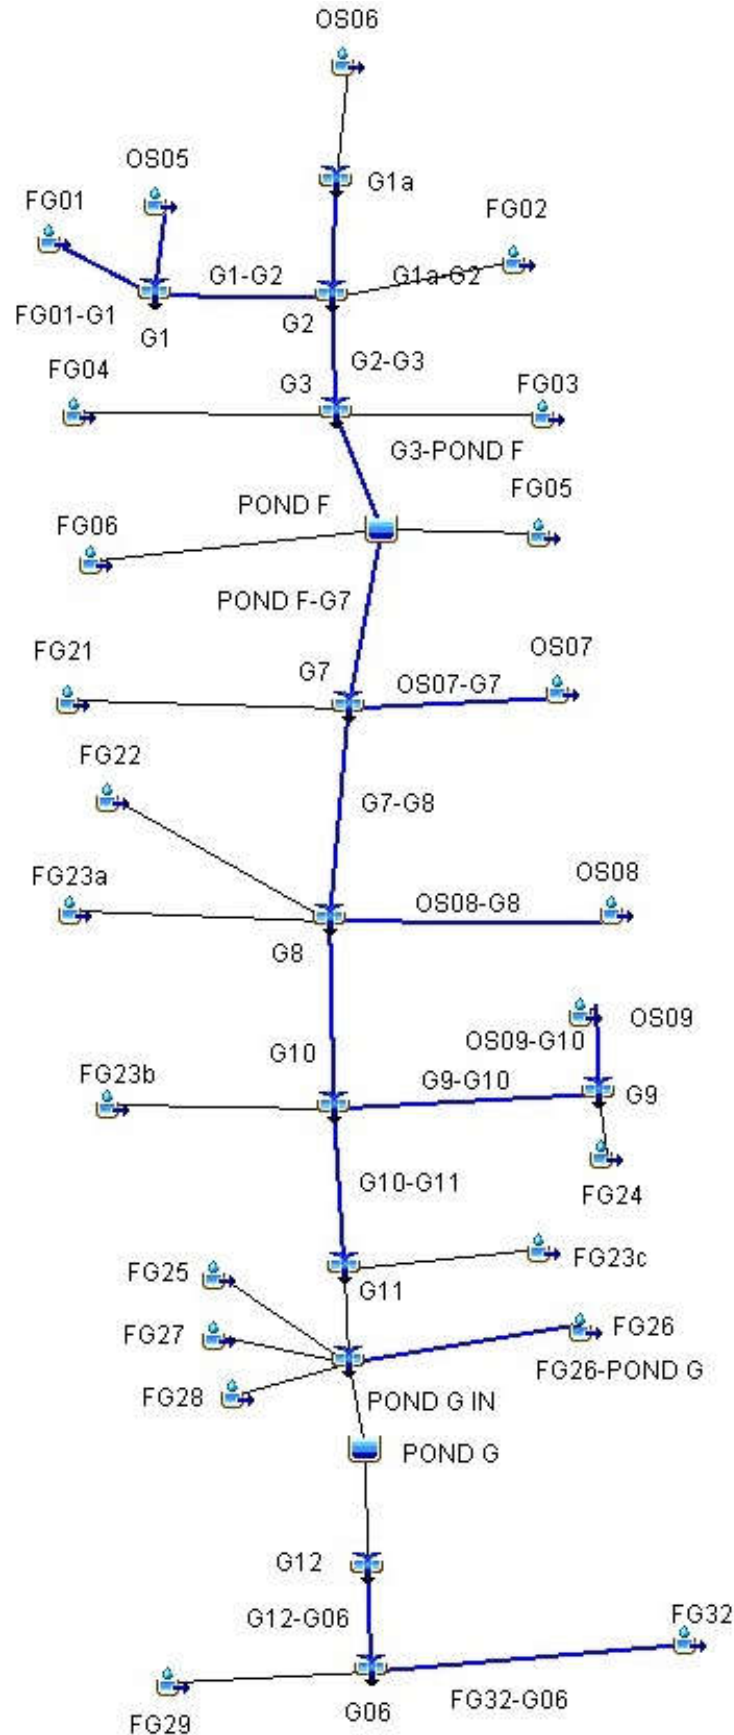 OS06
OS05
G1a
FG01
FG02
G1-G2
G1a-G2
FG01-G1
G1
G2
G2-G3
FG04
G3
FG03
G3-POND F
POND F
FG05
FG06
POND F-G7
FG21
G7
OS07-G7
OS07
FG22
G7-G8
FG23a
OS08-G8
OS08
G8
OS09
OS09-G10
G10
FG23b
G9-G10
G9
G10-G11
FG24
FG25
G11
FG23c
FG27
FG26
FG26-POND G
FG28
POND G IN
POND G
G12
G12-G06
FG32
FG29
G06
FG32-G06